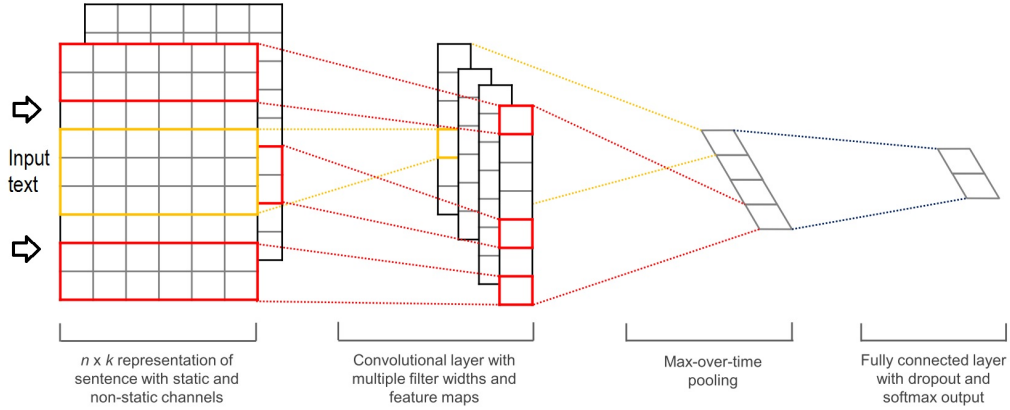 Input
text
n x k representation of
sentence with static and
non-static channels
Convolutional layer with
multiple filter widths and
feature maps
Max-over-time
pooling
Fully connected layer
with dropout and
softmax output